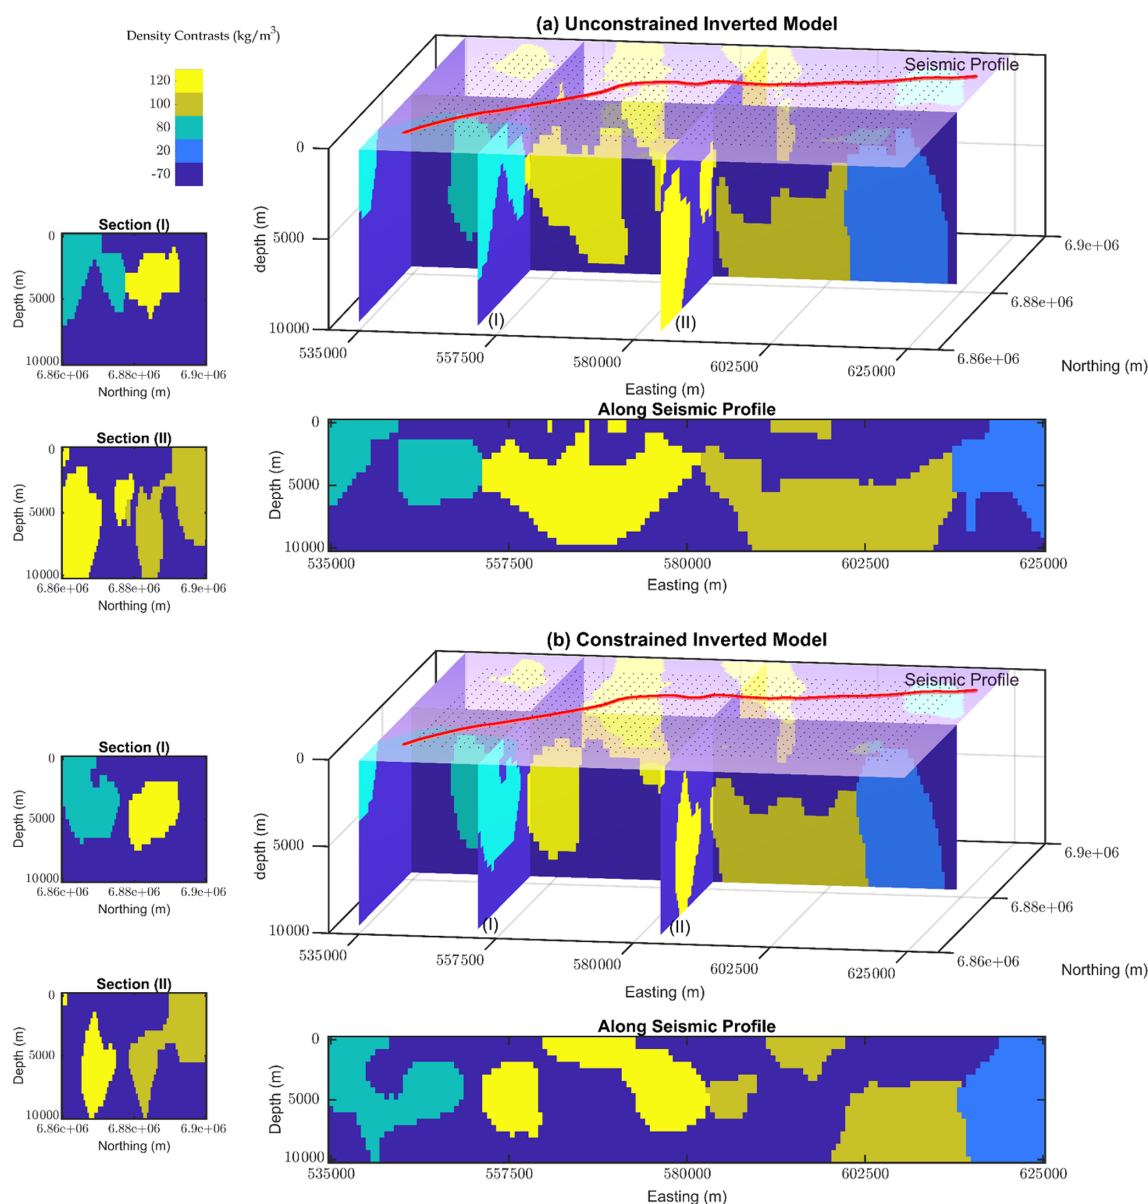 (a) Unconstrained Inverted Model
Density Contrasts (kg/m³)
120
100
80
20
-70
Seismic Profile
0
5000
10000
depth (m)
(I)
(II)
535000
557500
580000
602500
625000
Easting (m)
6.9e+06
6.88e+06
6.86e+06
Northing (m)
Section (I)
0
5000
10000
Depth (m)
6.86e+06 6.88e+06 6.9e+06
Northing (m)
Section (II)
0
5000
10000
Depth (m)
6.86e+06 6.88e+06 6.9e+06
Northing (m)
Along Seismic Profile
0
5000
10000
Depth (m)
535000 557500 580000 602500 625000
Easting (m)
(b) Constrained Inverted Model
Seismic Profile
0
5000
10000
depth (m)
(I)
(II)
535000
557500
580000
602500
625000
Easting (m)
6.9e+06
6.88e+06
6.86e+06
Northing (m)
Section (I)
0
5000
10000
Depth (m)
6.86e+06 6.88e+06 6.9e+06
Northing (m)
Section (II)
0
5000
10000
Depth (m)
6.86e+06 6.88e+06 6.9e+06
Northing (m)
Along Seismic Profile
0
5000
10000
Depth (m)
535000 557500 580000 602500 625000
Easting (m)